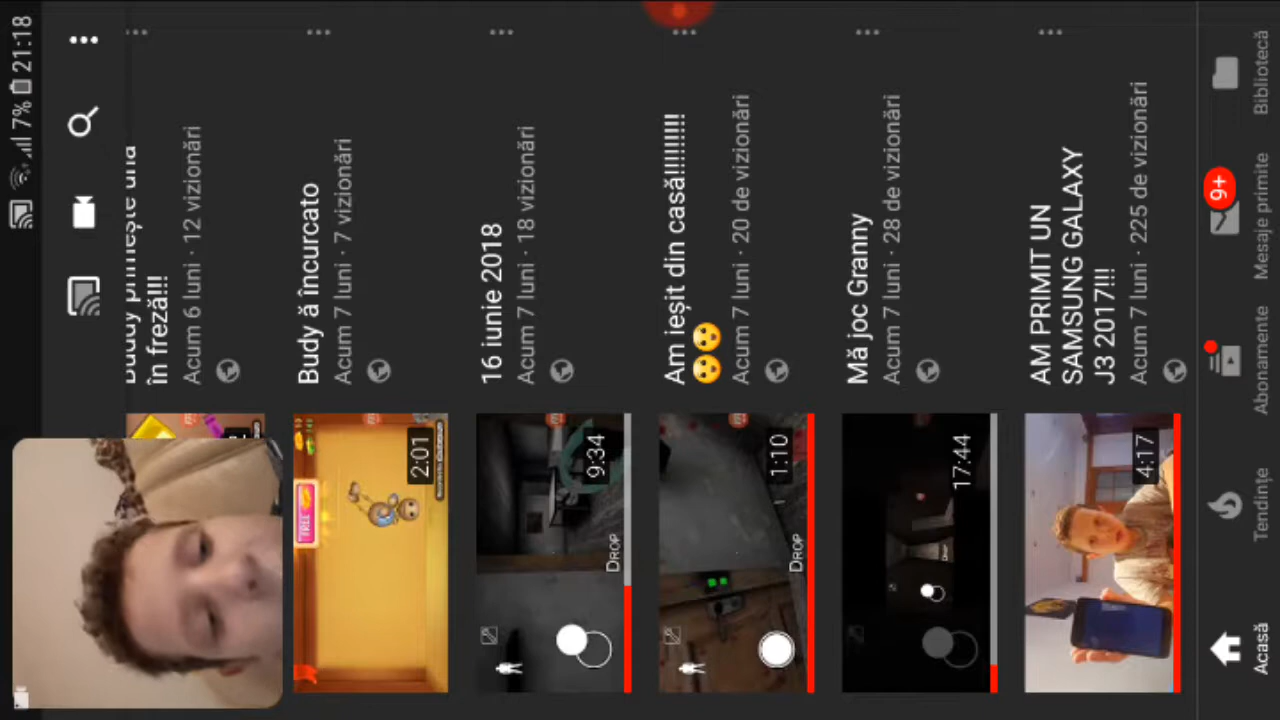 7% 21:18
în freză!!!
Acum 6 luni · 12 vizionări
2:01
FREE
Budy ă încurcato
Acum 7 luni · 7 vizionări
9:34
DROP
16 iunie 2018
Acum 7 luni · 18 vizionări
1:10
DROP
Am ieșit din casă!!!!!!!!!
😳😳
Acum 7 luni · 20 de vizionări
17:44
Mă joc Granny
Acum 7 luni · 28 de vizionări
4:17
AM PRIMIT UN
SAMSUNG GALAXY
J3 2017!!!
Acum 7 luni · 225 de vizionări
9+
Acasă
Tendințe
Abonamente
Mesaje primite
Bibliotecă